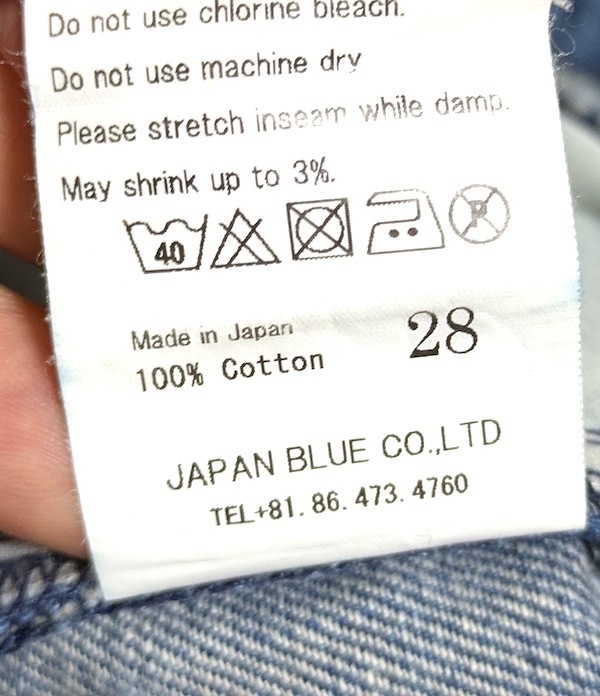 Do not use chlorine bleach.
Do not use machine dry
Please stretch inseam while damp.
May shrink up to 3%.
40 P
Made in Japan
100% Cotton
28
JAPAN BLUE CO.,LTD
TEL+81. 86. 473. 4760